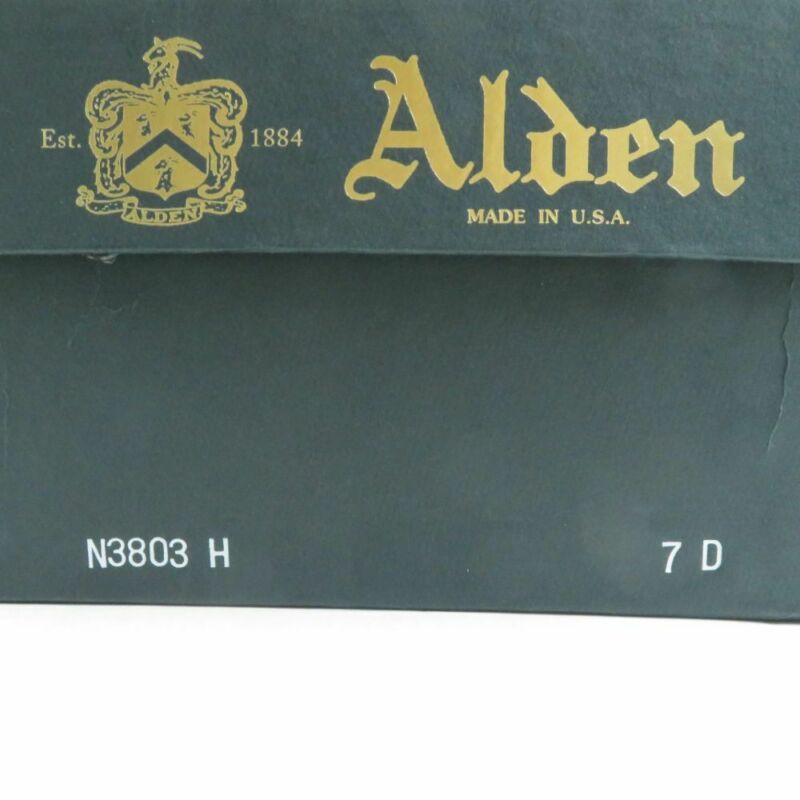 Est. 1884
ALDEN
Alden
MADE IN U.S.A.
N3803 H 7 D